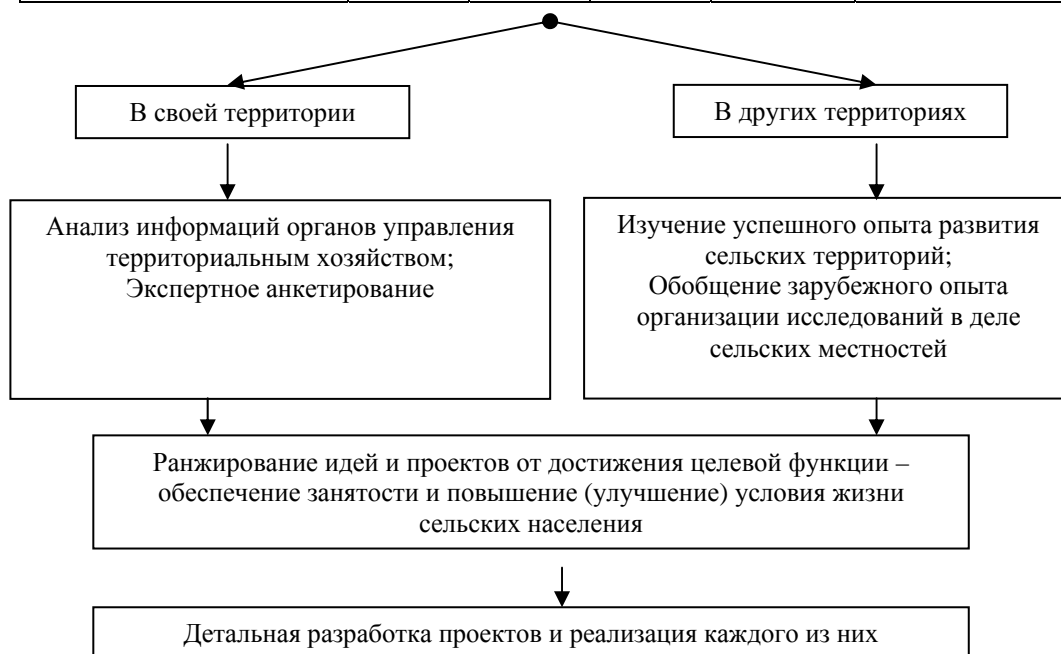 В своей территории
В других территориях
Анализ информаций органов управления
территориальным хозяйством;
Экспертное анкетирование
Изучение успешного опыта развития
сельских территорий;
Обобщение зарубежного опыта
организации исследований в деле
сельских местностей
Ранжирование идей и проектов от достижения целевой функции –
обеспечение занятости и повышение (улучшение) условия жизни
сельских населения
Детальная разработка проектов и реализация каждого из них